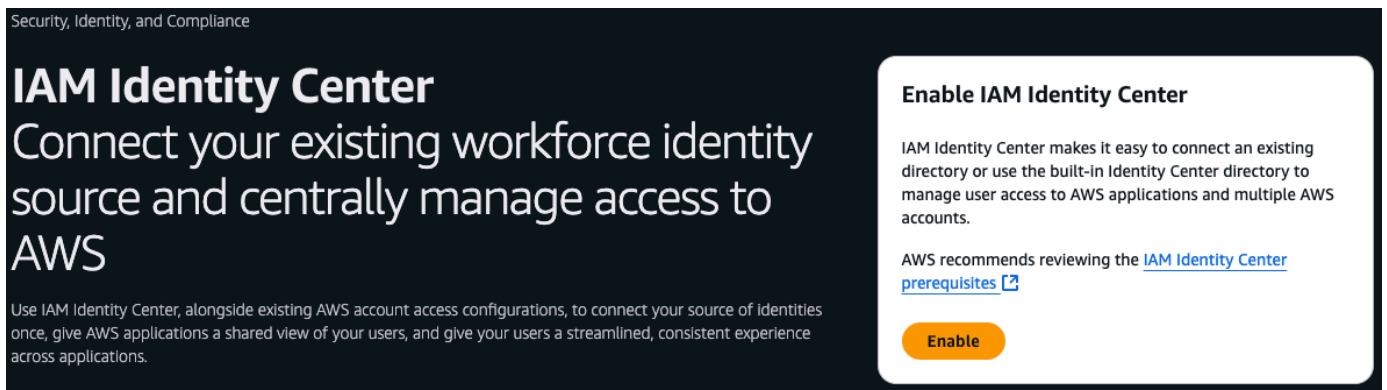 Security, Identity, and Compliance
IAM Identity Center
Connect your existing workforce identity
source and centrally manage access to
AWS
Use IAM Identity Center, alongside existing AWS account access configurations, to connect your source of identities
once, give AWS applications a shared view of your users, and give your users a streamlined, consistent experience
across applications.
Enable IAM Identity Center
IAM Identity Center makes it easy to connect an existing
directory or use the built-in Identity Center directory to
manage user access to AWS applications and multiple AWS
accounts.
AWS recommends reviewing the IAM Identity Center
prerequisites
Enable